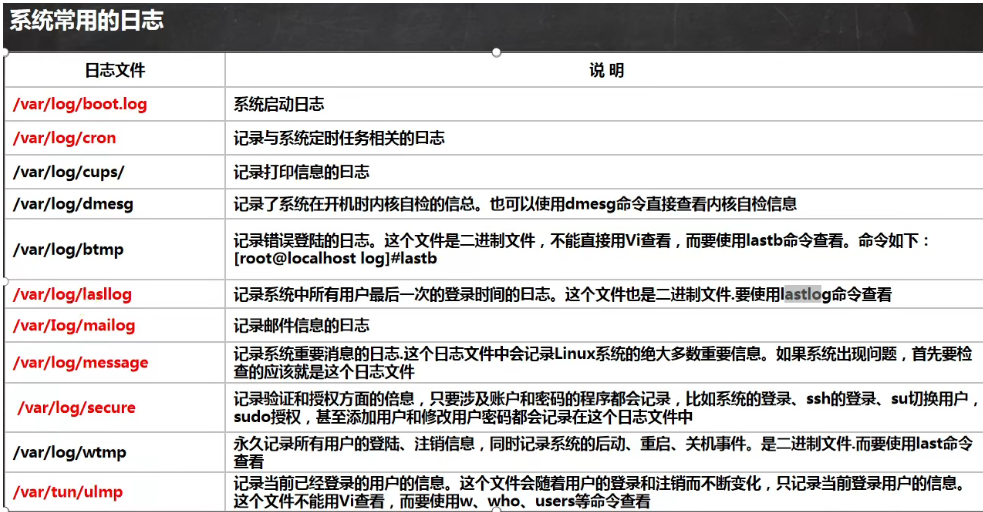 系统常用的日志
日志文件 说 明
/var/log/boot.log 系统启动日志
/var/log/cron 记录与系统定时任务相关的日志
/var/log/cups/ 记录打印信息的日志
/var/log/dmesg 记录了系统在开机时内核自检的信总。也可以使用dmesg命令直接查看内核自检信息
/var/log/btmp 记录错误登陆的日志。这个文件是二进制文件，不能直接用Vi查看，而要使用lastb命令查看。命令如下：
[root@localhost log]#lastb
/var/log/lasllog 记录系统中所有用户最后一次的登录时间的日志。这个文件也是二进制文件.要使用lastlog命令查看
/var/Iog/mailog 记录邮件信息的日志
/var/log/message 记录系统重要消息的日志.这个日志文件中会记录Linux系统的绝大多数重要信息。如果系统出现问题，首先要检
查的应该就是这个日志文件
/var/log/secure 记录验证和授权方面的倍息，只要涉及账户和密码的程序都会记录，比如系统的登录、ssh的登录、su切换用户，
sudo授权，甚至添加用户和修改用户密码都会记录在这个日志文件中
/var/log/wtmp 永久记录所有用户的登陆、注销信息，同时记录系统的后动、重启、关机事件。是二进制文件.而要使用last命令
查看
/var/tun/ulmp 记录当前已经登录的用户的信息。这个文件会随着用户的登录和注销而不断变化，只记录当前登录用户的信息。
这个文件不能用Vi查看，而要使用w、who、users等命令查看